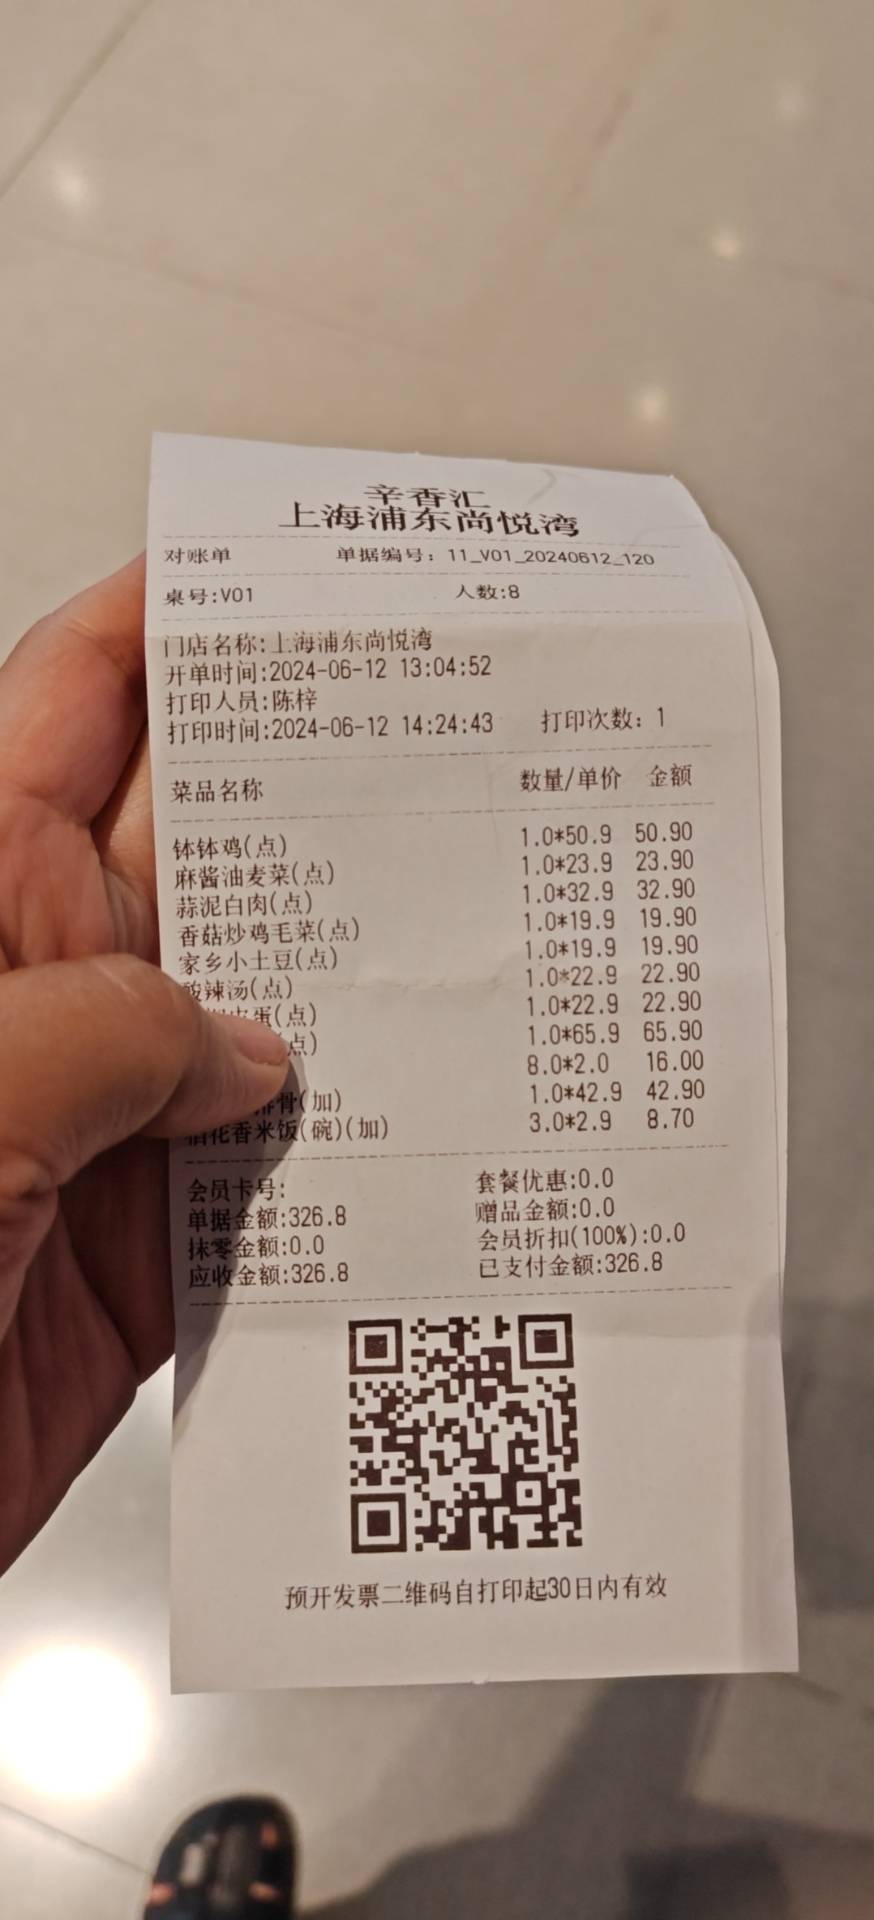 辛香汇
上海浦东尚悦湾
对账单 单据编号：11_V01_20240612_120
桌号:V01 人数:8
门店名称:上海浦东尚悦湾
开单时间:2024-06-12 13:04:52
打印人员:陈梓
打印时间:2024-06-12 14:24:43 打印次数：1
菜品名称 数量/单价 金额
钵钵鸡(点) 1.0*50.9 50.90
麻酱油麦菜(点) 1.0*23.9 23.90
蒜泥白肉(点) 1.0*32.9 32.90
香菇炒鸡毛菜(点) 1.0*19.9 19.90
家乡小土豆(点) 1.0*19.9 19.90
酸辣汤(点) 1.0*22.9 22.90
皮蛋(点) 1.0*22.9 22.90
点) 1.0*65.9 65.90
8.0*2.0 16.00
排骨(加) 1.0*42.9 42.90
稻花香米饭(碗)(加) 3.0*2.9 8.70
会员卡号: 套餐优惠:0.0
单据金额:326.8 赠品金额:0.0
抹零金额:0.0 会员折扣(100%):0.0
应收金额:326.8 已支付金额:326.8
预开发票二维码自打印起30日内有效